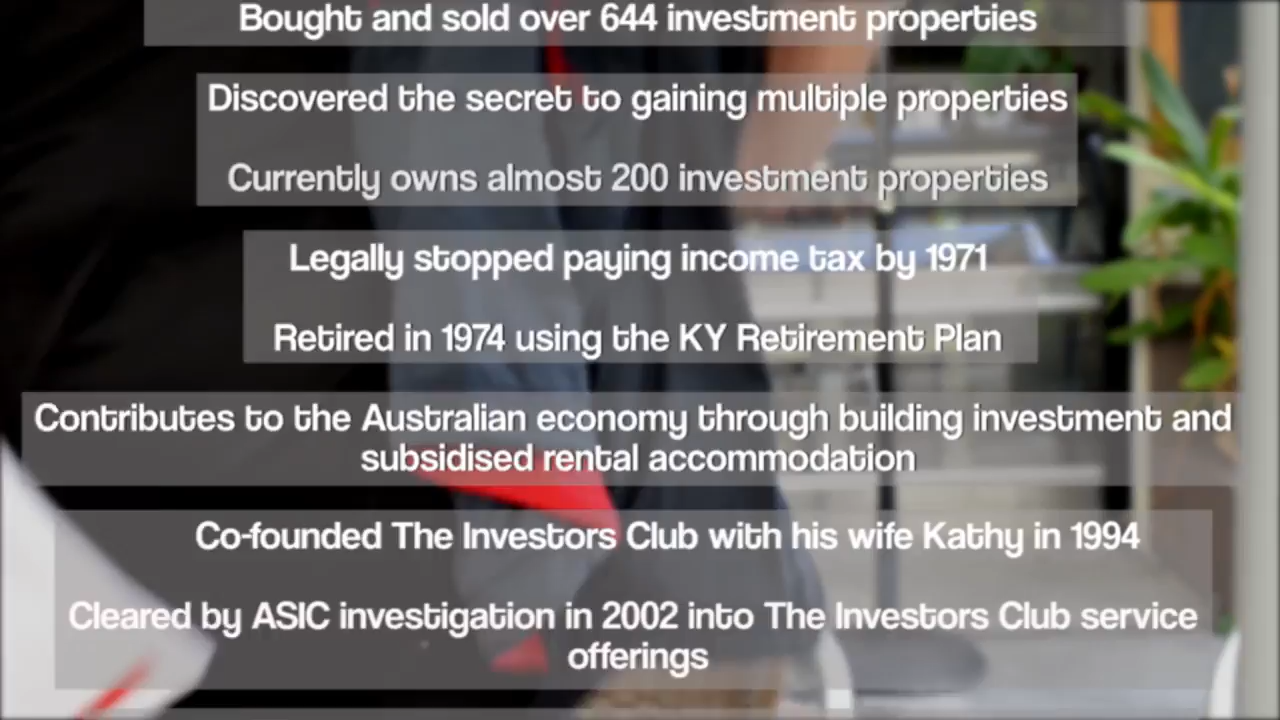 Bought and sold over 644 investment properties
Discovered the secret to gaining multiple properties
Currently owns almost 200 investment properties
Legally stopped paying income tax by 1971
Retired in 1974 using the KY Retirement Plan
Contributes to the Australian economy through building investment and
subsidised rental accommodation
Co-founded The Investors Club with his wife Kathy in 1994
Cleared by ASIC investigation in 2002 into The Investors Club service
offerings